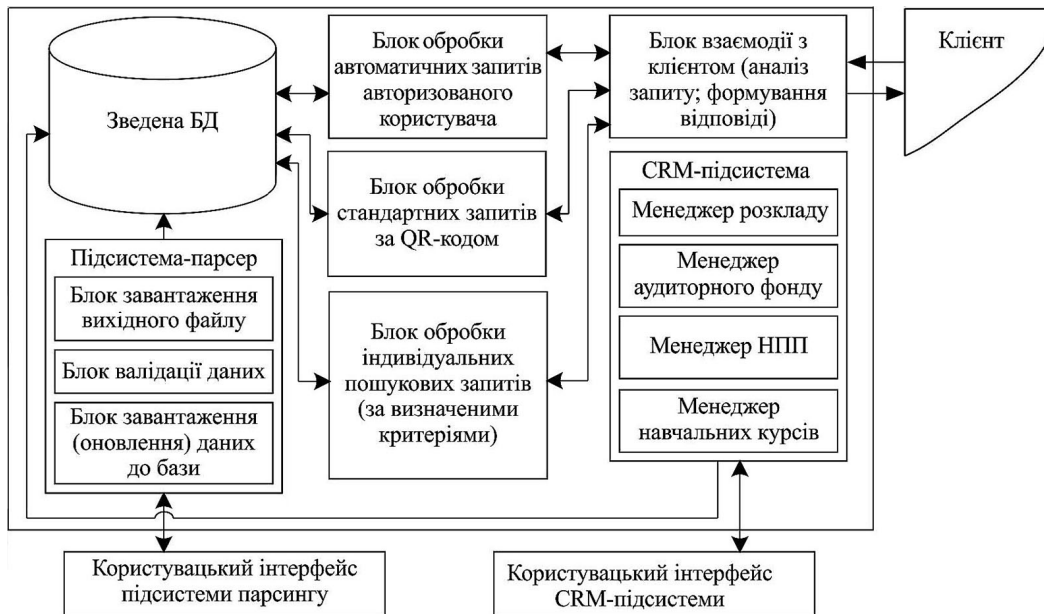 Зведена БД
Блок обробки
автоматичних запитів
авторизованого
користувача
Блок взаємодії з
клієнтом (аналіз
запиту; формування
відповіді)
Клієнт
Блок обробки
стандартних запитів
за QR-кодом
CRM-підсистема
Менеджер розкладу
Менеджер
аудиторного фонду
Менеджер НПП
Менеджер
навчальних курсів
Підсистема-парсер
Блок завантаження
вихідного файлу
Блок валідації даних
Блок завантаження
(оновлення) даних
до бази
Блок обробки
індивідуальних
пошукових запитів
(за визначеними
критеріями)
Користувацький інтерфейс
підсистеми парсингу
Користувацький інтерфейс
CRM-підсистеми